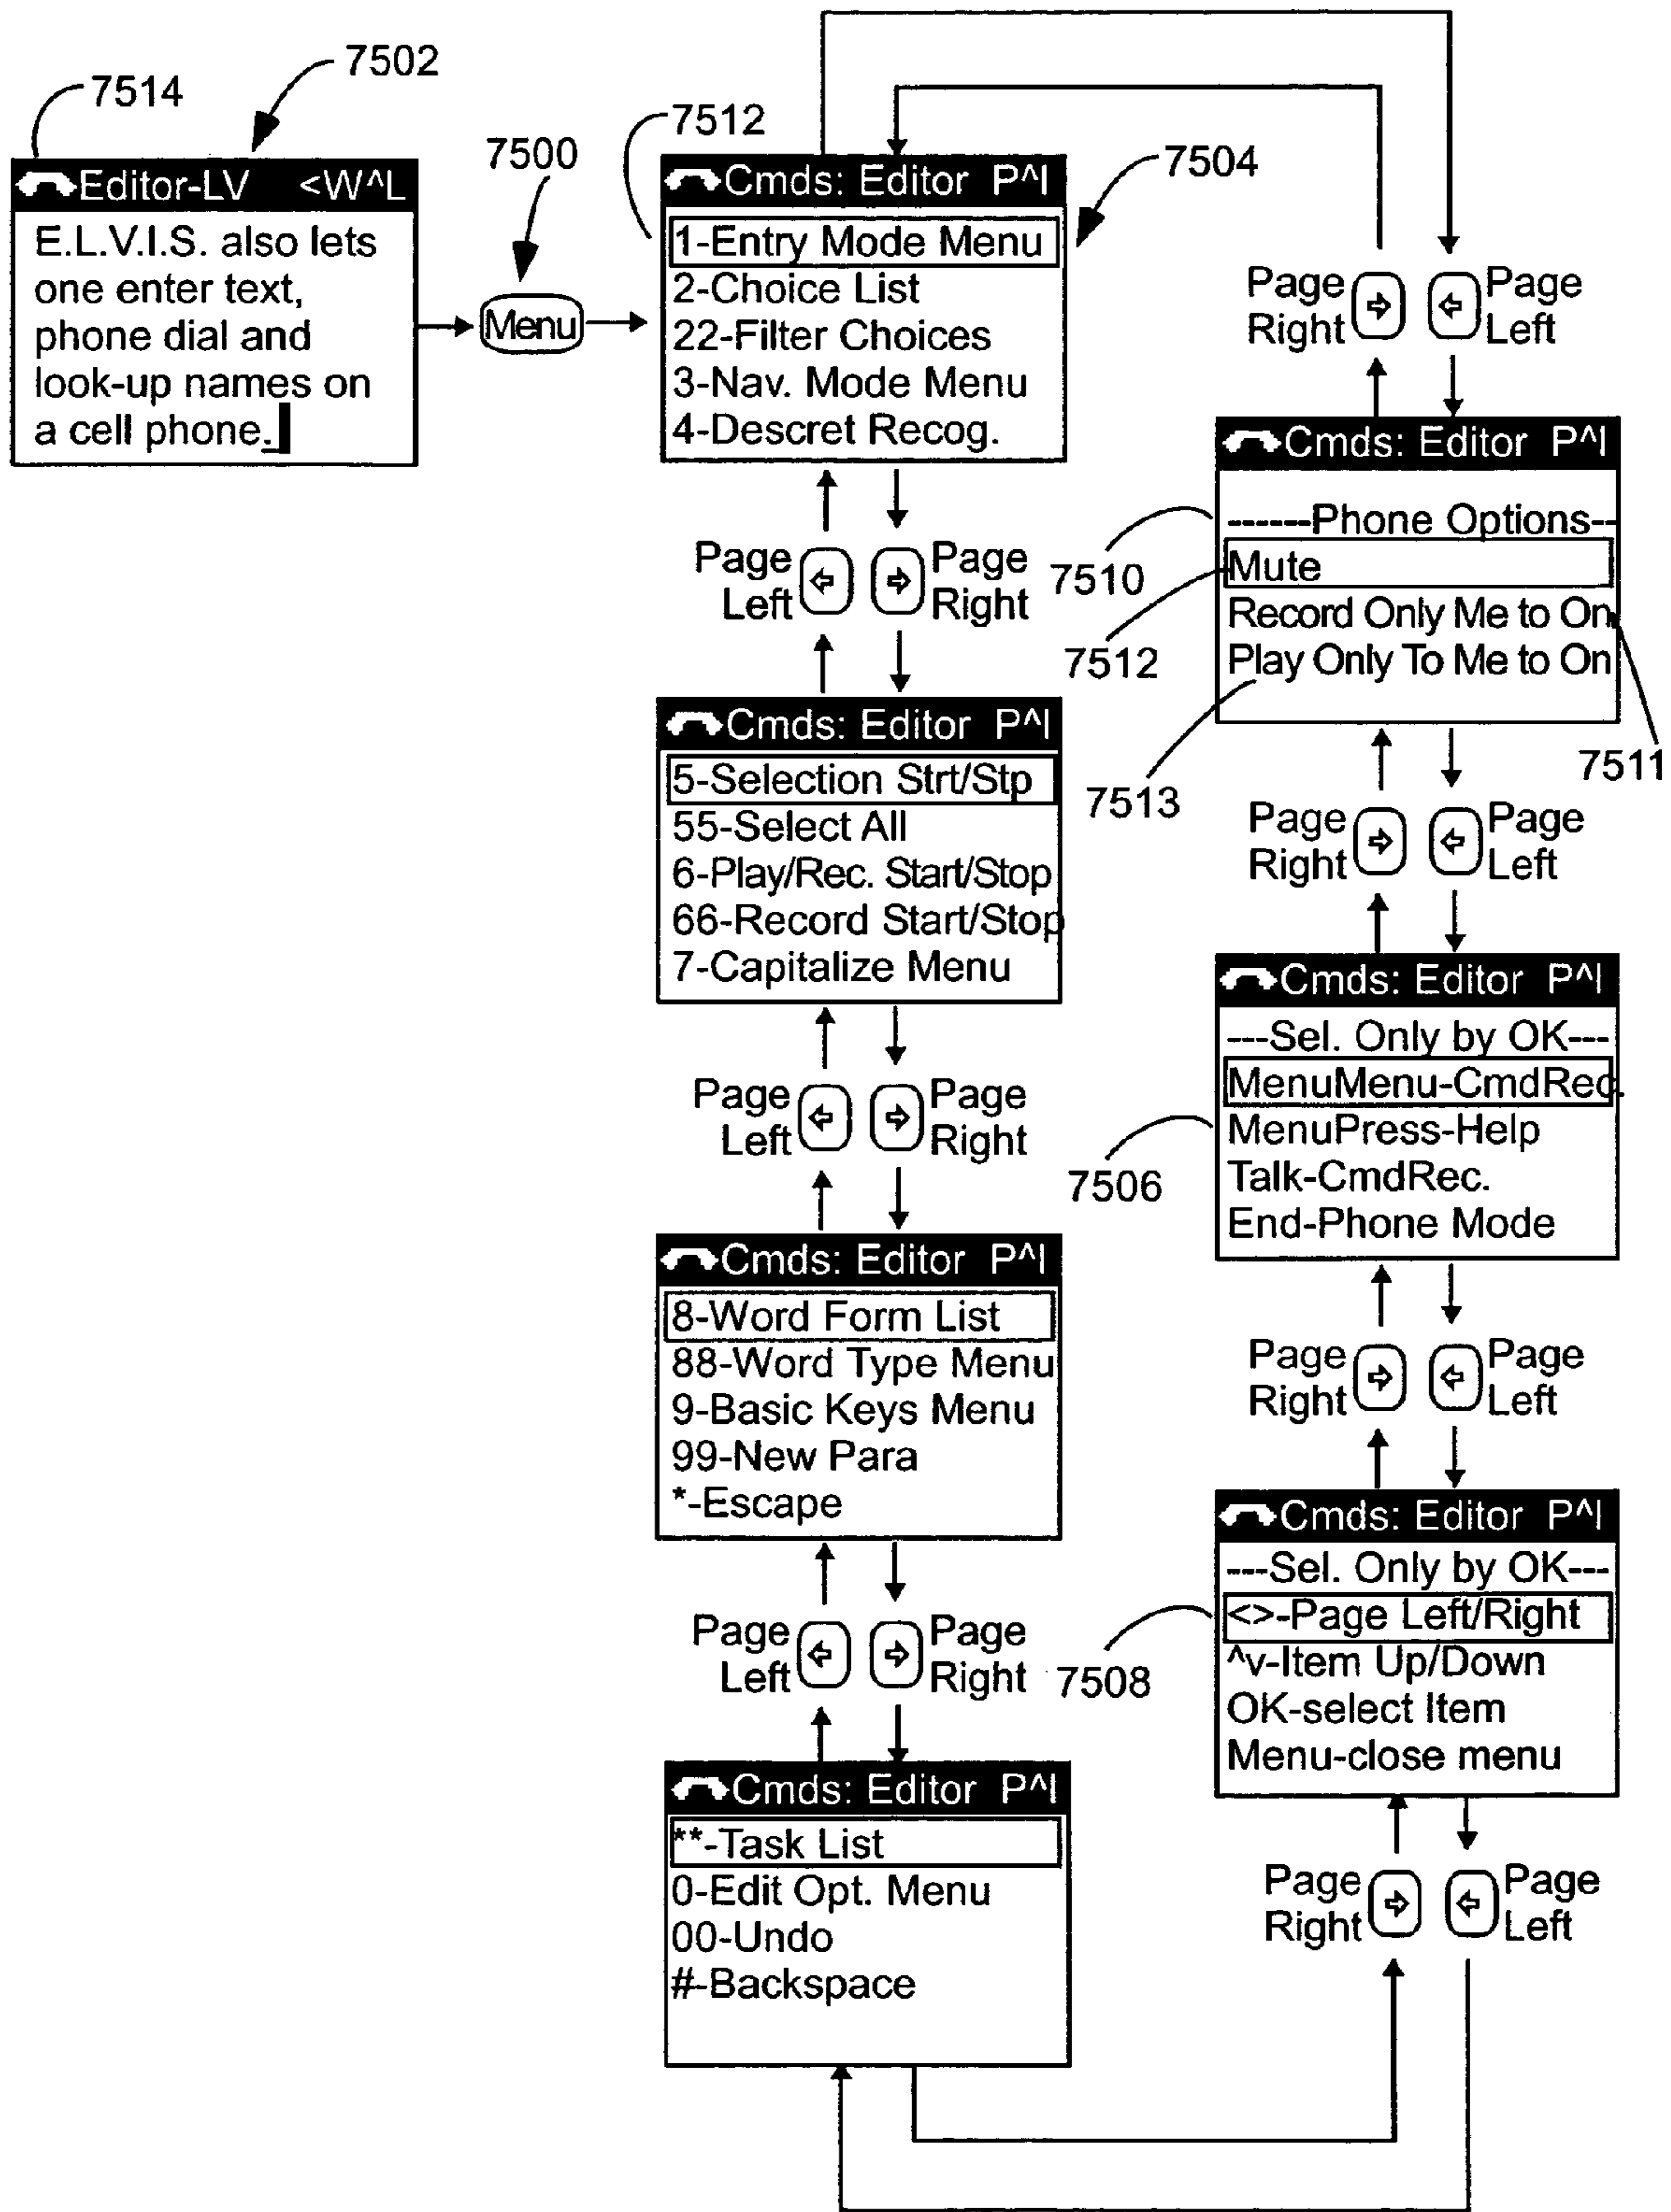 7514
7502
Editor-LV <W^L
E.L.V.I.S. also lets
one enter text,
phone dial and
look-up names on
a cell phone.
7500
Menu
7512
7504
Cmds: Editor P^I
1-Entry Mode Menu
2-Choice List
22-Filter Choices
3-Nav. Mode Menu
4-Descret Recog.
Page Left
Page Right
Cmds: Editor P^I
5-Selection Strt/Stp
55-Select All
6-Play/Rec. Start/Stop
66-Record Start/Stop
7-Capitalize Menu
Page Left
Page Right
Cmds: Editor P^I
8-Word Form List
88-Word Type Menu
9-Basic Keys Menu
99-New Para
*-Escape
Page Left
Page Right
Cmds: Editor P^I
**-Task List
0-Edit Opt. Menu
00-Undo
#-Backspace
Page Right
Page Left
Cmds: Editor P^I
------Phone Options--
Mute
Record Only Me to On
Play Only To Me to On
7510
7512
7513
7511
Page Right
Page Left
Cmds: Editor P^I
---Sel. Only by OK---
MenuMenu-CmdRec.
MenuPress-Help
Talk-CmdRec.
End-Phone Mode
7506
Page Right
Page Left
Cmds: Editor P^I
---Sel. Only by OK---
<>-Page Left/Right
^v-Item Up/Down
OK-select Item
Menu-close menu
7508
Page Right
Page Left